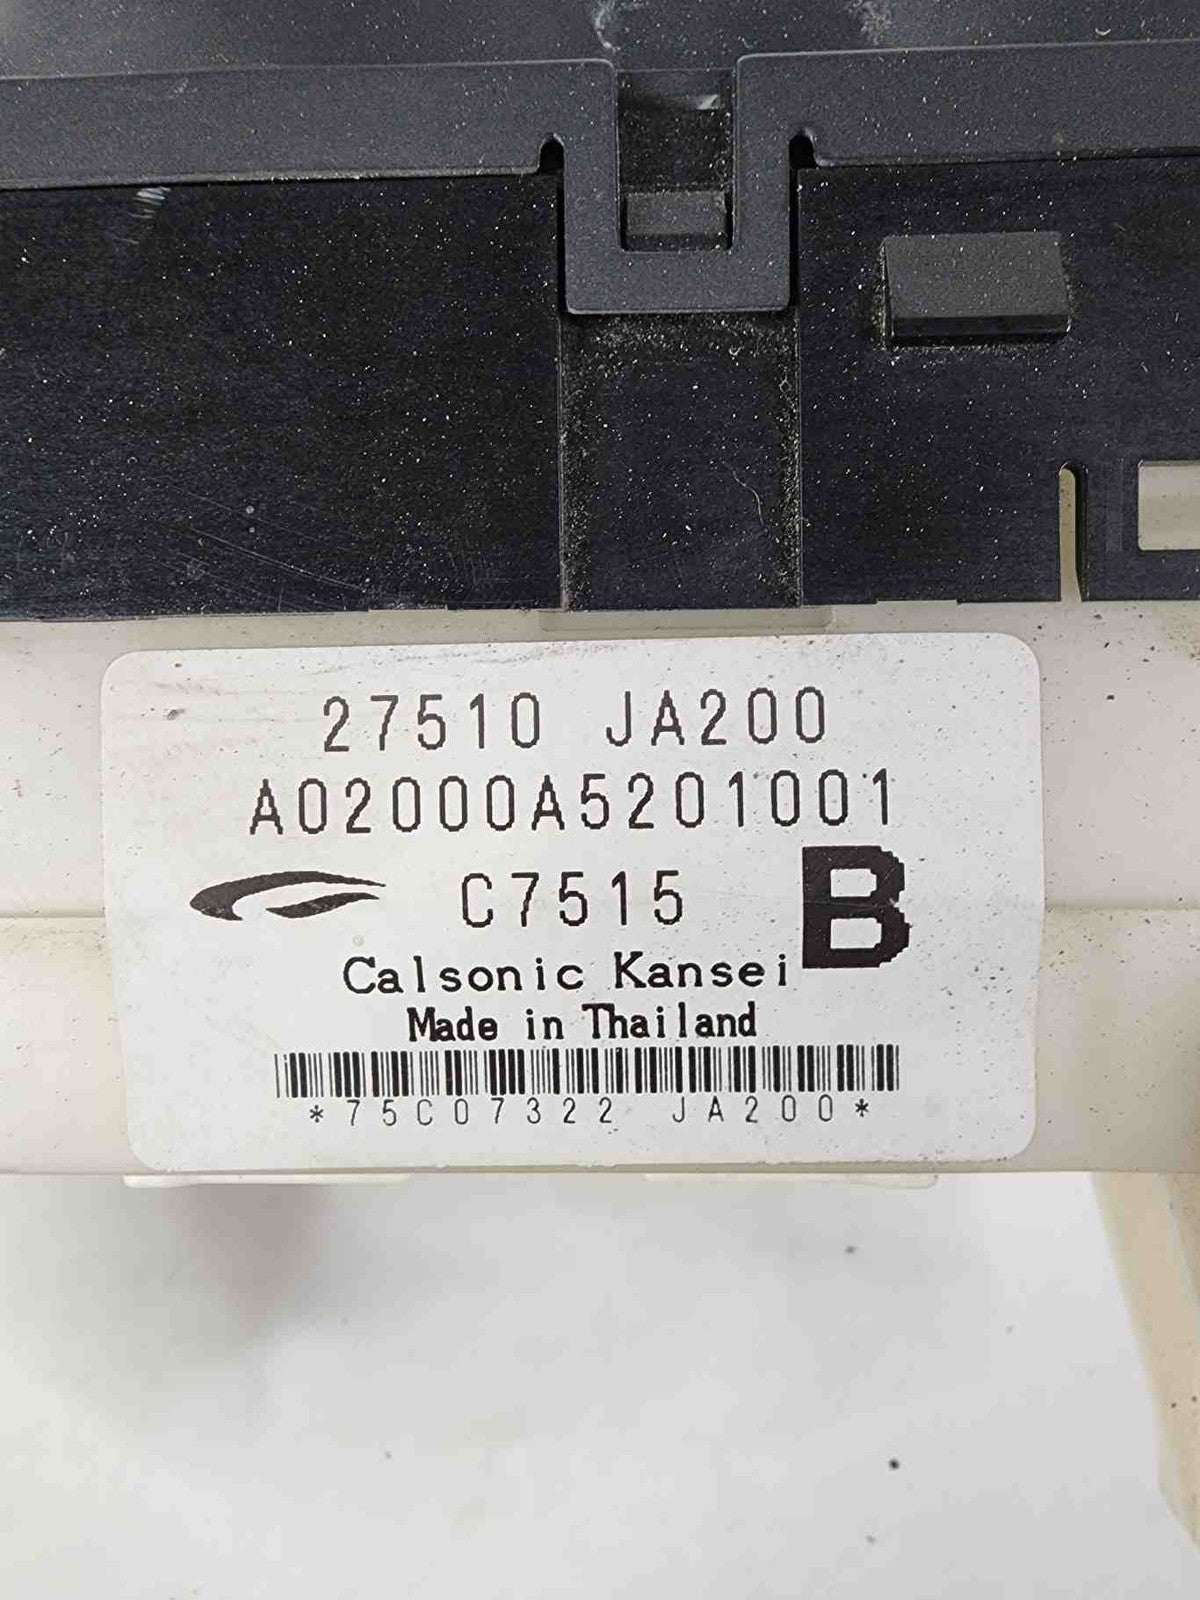 27510 JA200
A02000A5201001
C7515 B
Calsonic Kansei
Made in Thailand
*75C07322 JA200*